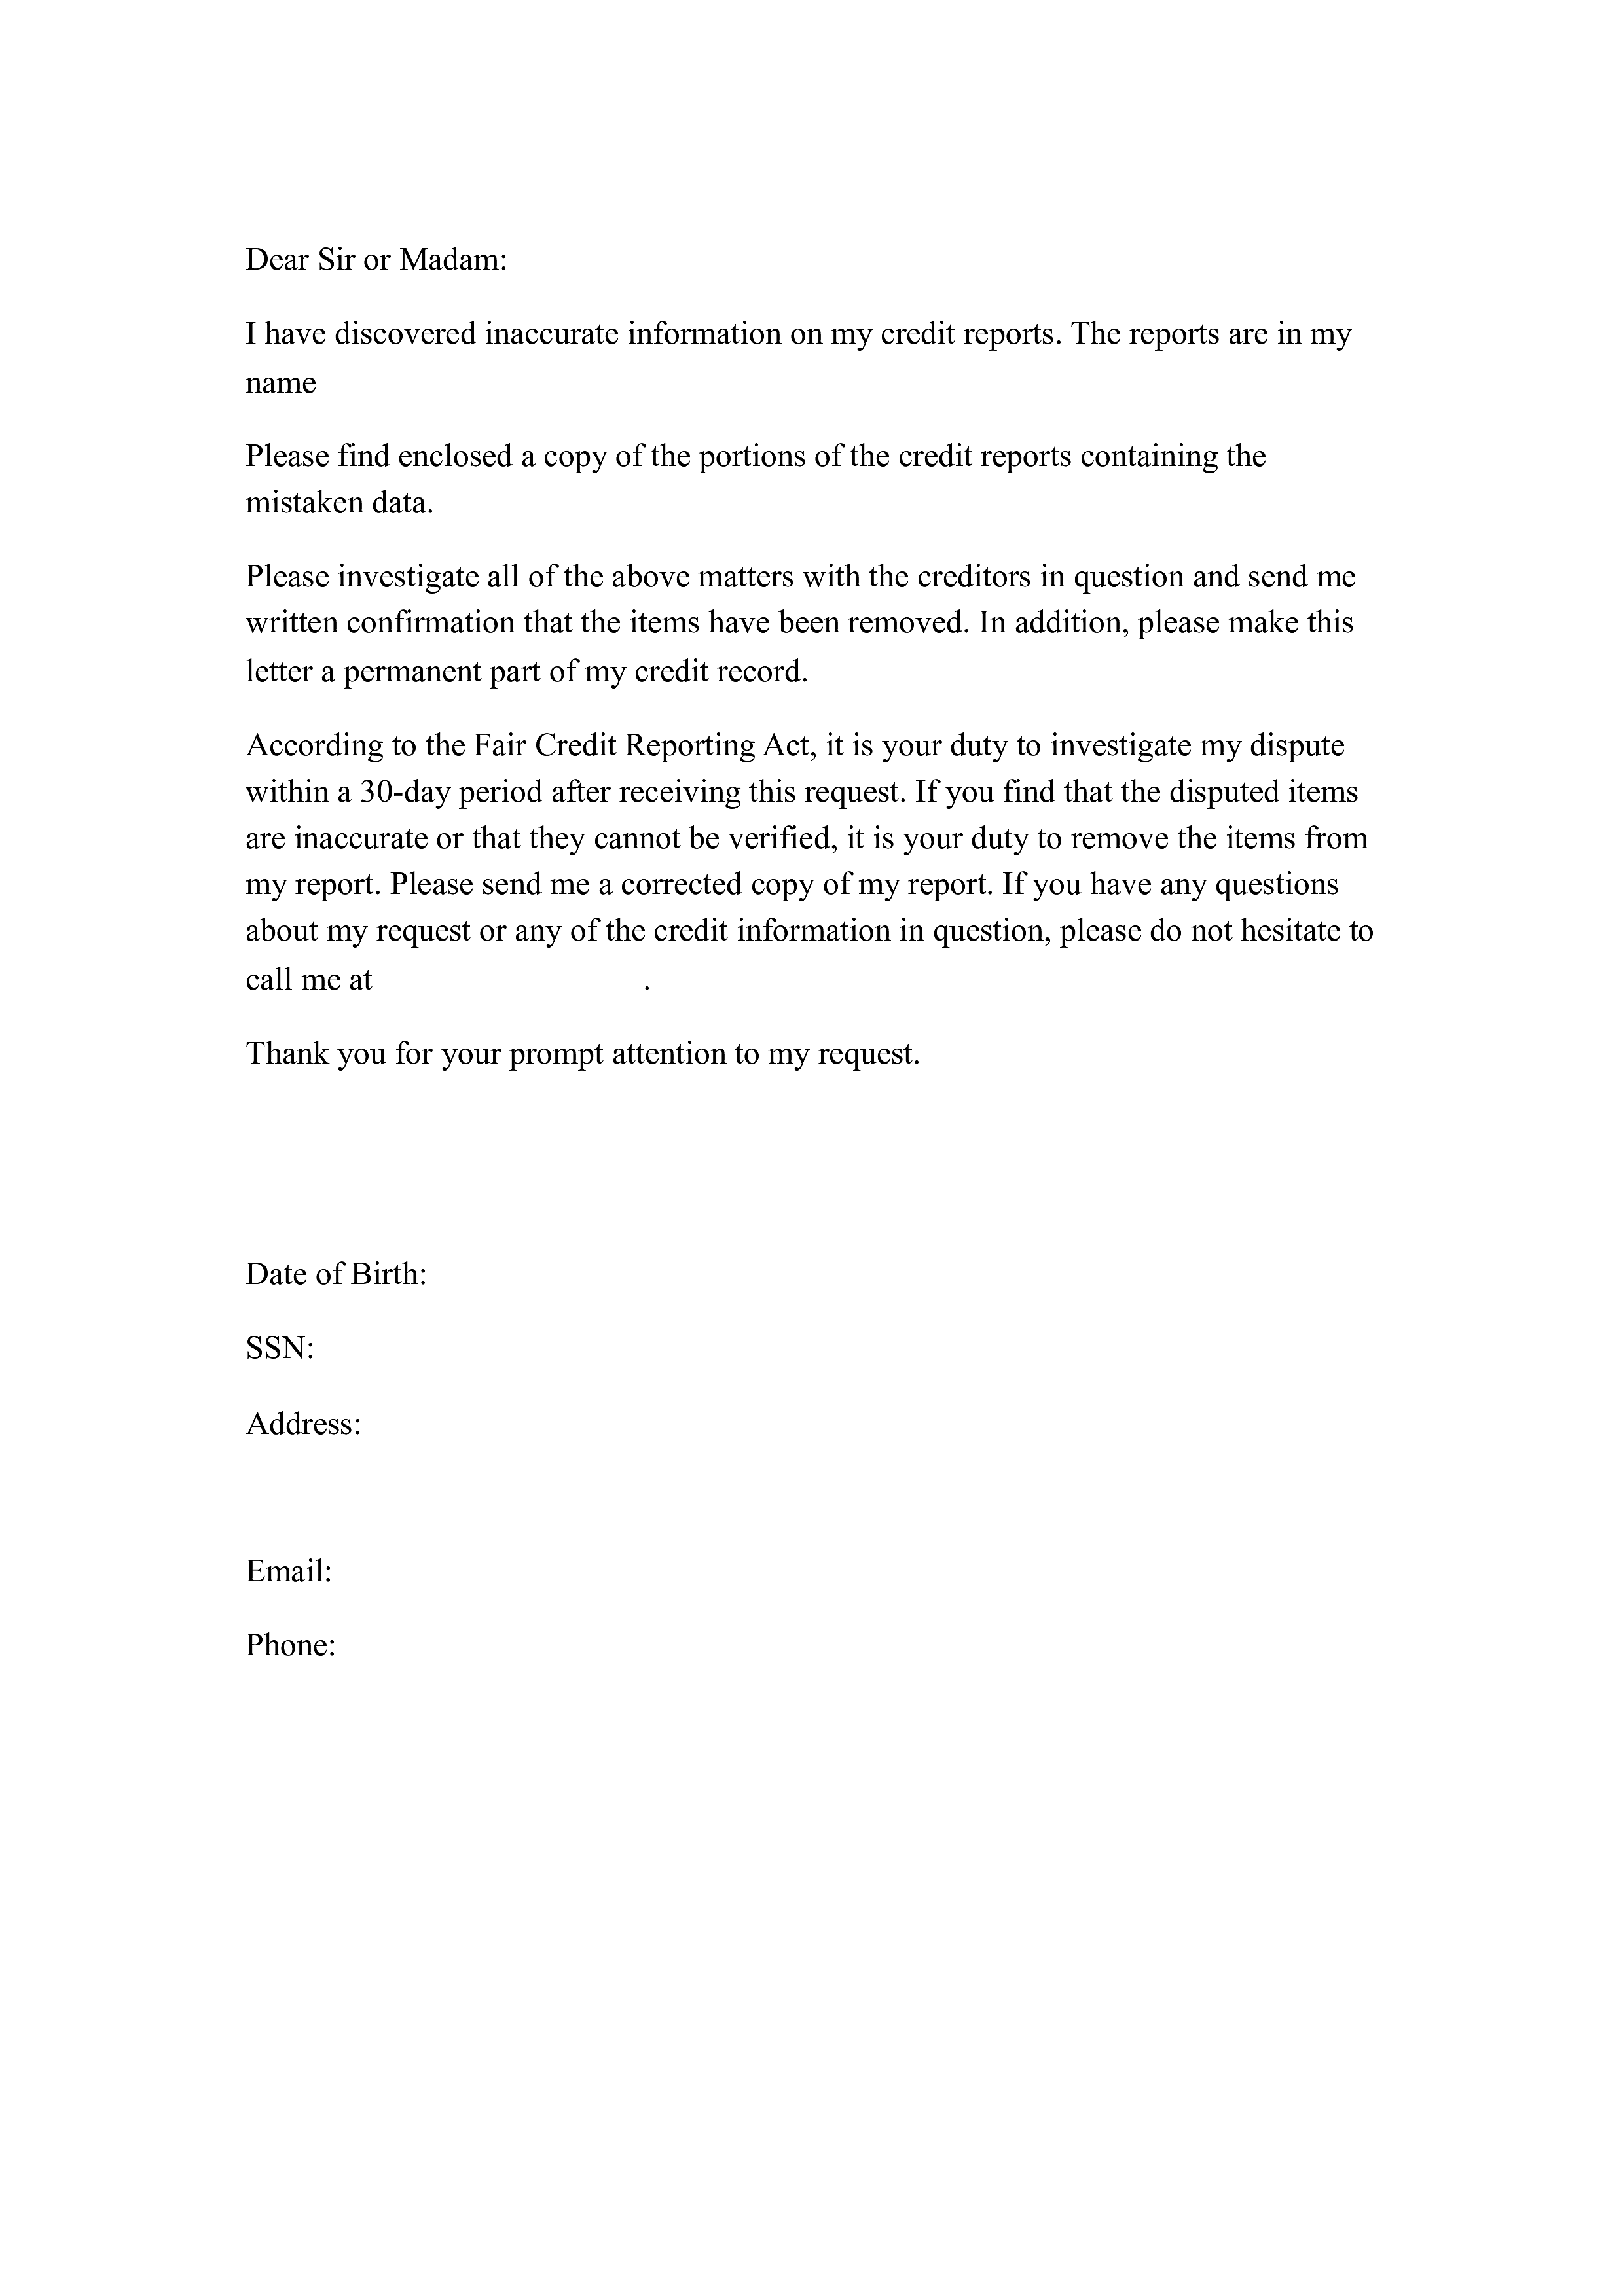 Dear Sir or Madam:
I have discovered inaccurate information on my credit reports. The reports are in my
name
Please find enclosed a copy of the portions of the credit reports containing the
mistaken data.
Please investigate all of the above matters with the creditors in question and send me
written confirmation that the items have been removed. In addition, please make this
letter a permanent part of my credit record.
According to the Fair Credit Reporting Act, it is your duty to investigate my dispute
within a 30-day period after receiving this request. If you find that the disputed items
are inaccurate or that they cannot be verified, it is your duty to remove the items from
my report. Please send me a corrected copy of my report. If you have any questions
about my request or any of the credit information in question, please do not hesitate to
call me at .
Thank you for your prompt attention to my request.
Date of Birth:
SSN:
Address:
Email:
Phone: